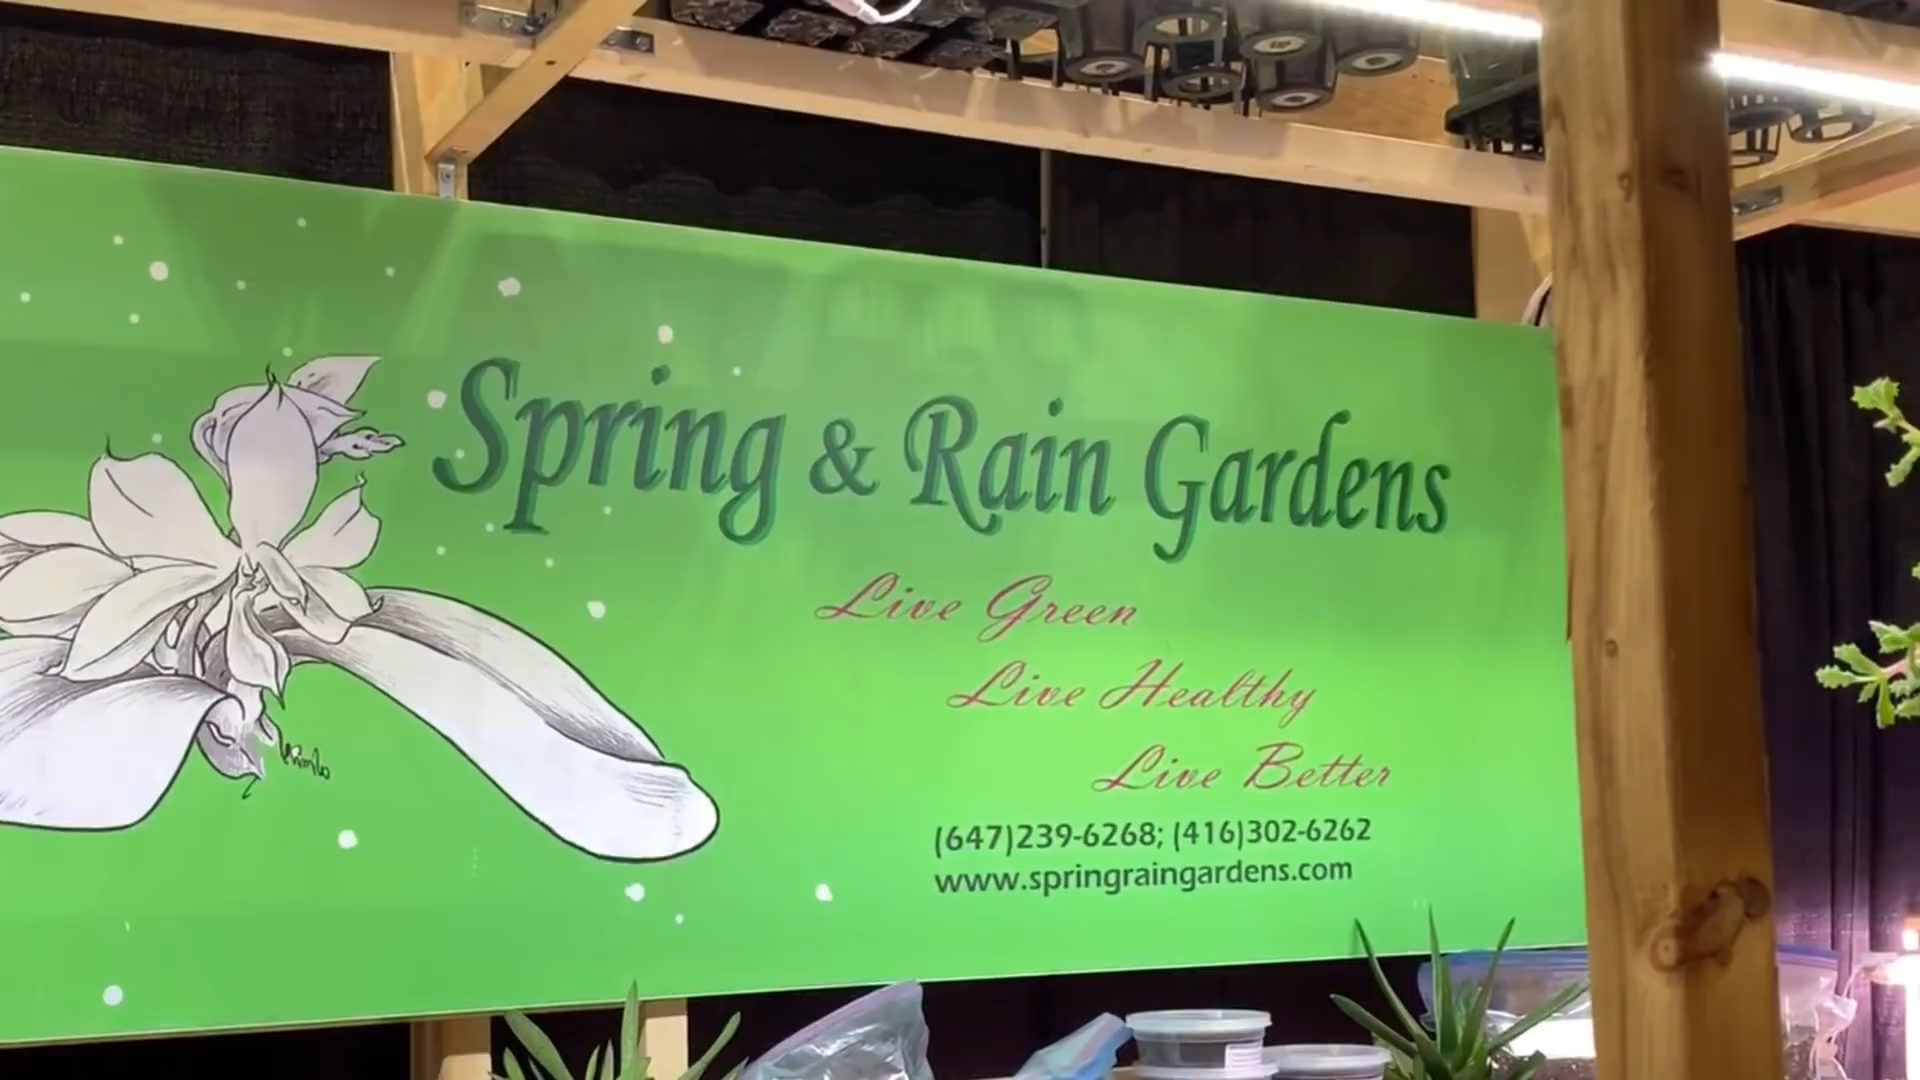 Spring & Rain Gardens
Live Green
Live Healthy
Live Better
(647)239-6268; (416)302-6262
www.springraingardens.com